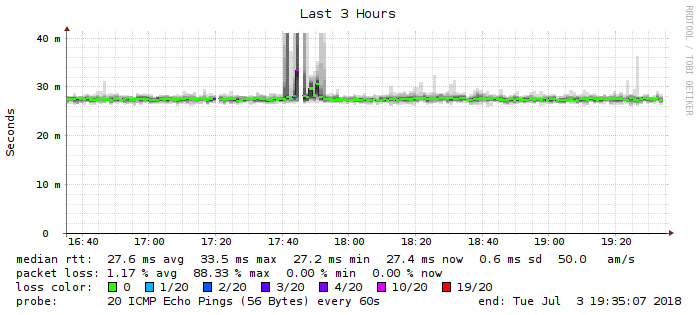 Last 3 Hours
RRDTOOL / TOBI OETIKER
Seconds
40 m
30 m
20 m
10 m
0
16:40 17:00 17:20 17:40 18:00 18:20 18:40 19:00 19:20
median rtt: 27.6 ms avg 33.5 ms max 27.2 ms min 27.4 ms now 0.6 ms sd 50.0 am/s
packet loss: 1.17 % avg 88.33 % max 0.00 % min 0.00 % now
loss color: 0 1/20 2/20 3/20 4/20 10/20 19/20
probe: 20 ICMP Echo Pings (56 Bytes) every 60s end: Tue Jul 3 19:35:07 2018